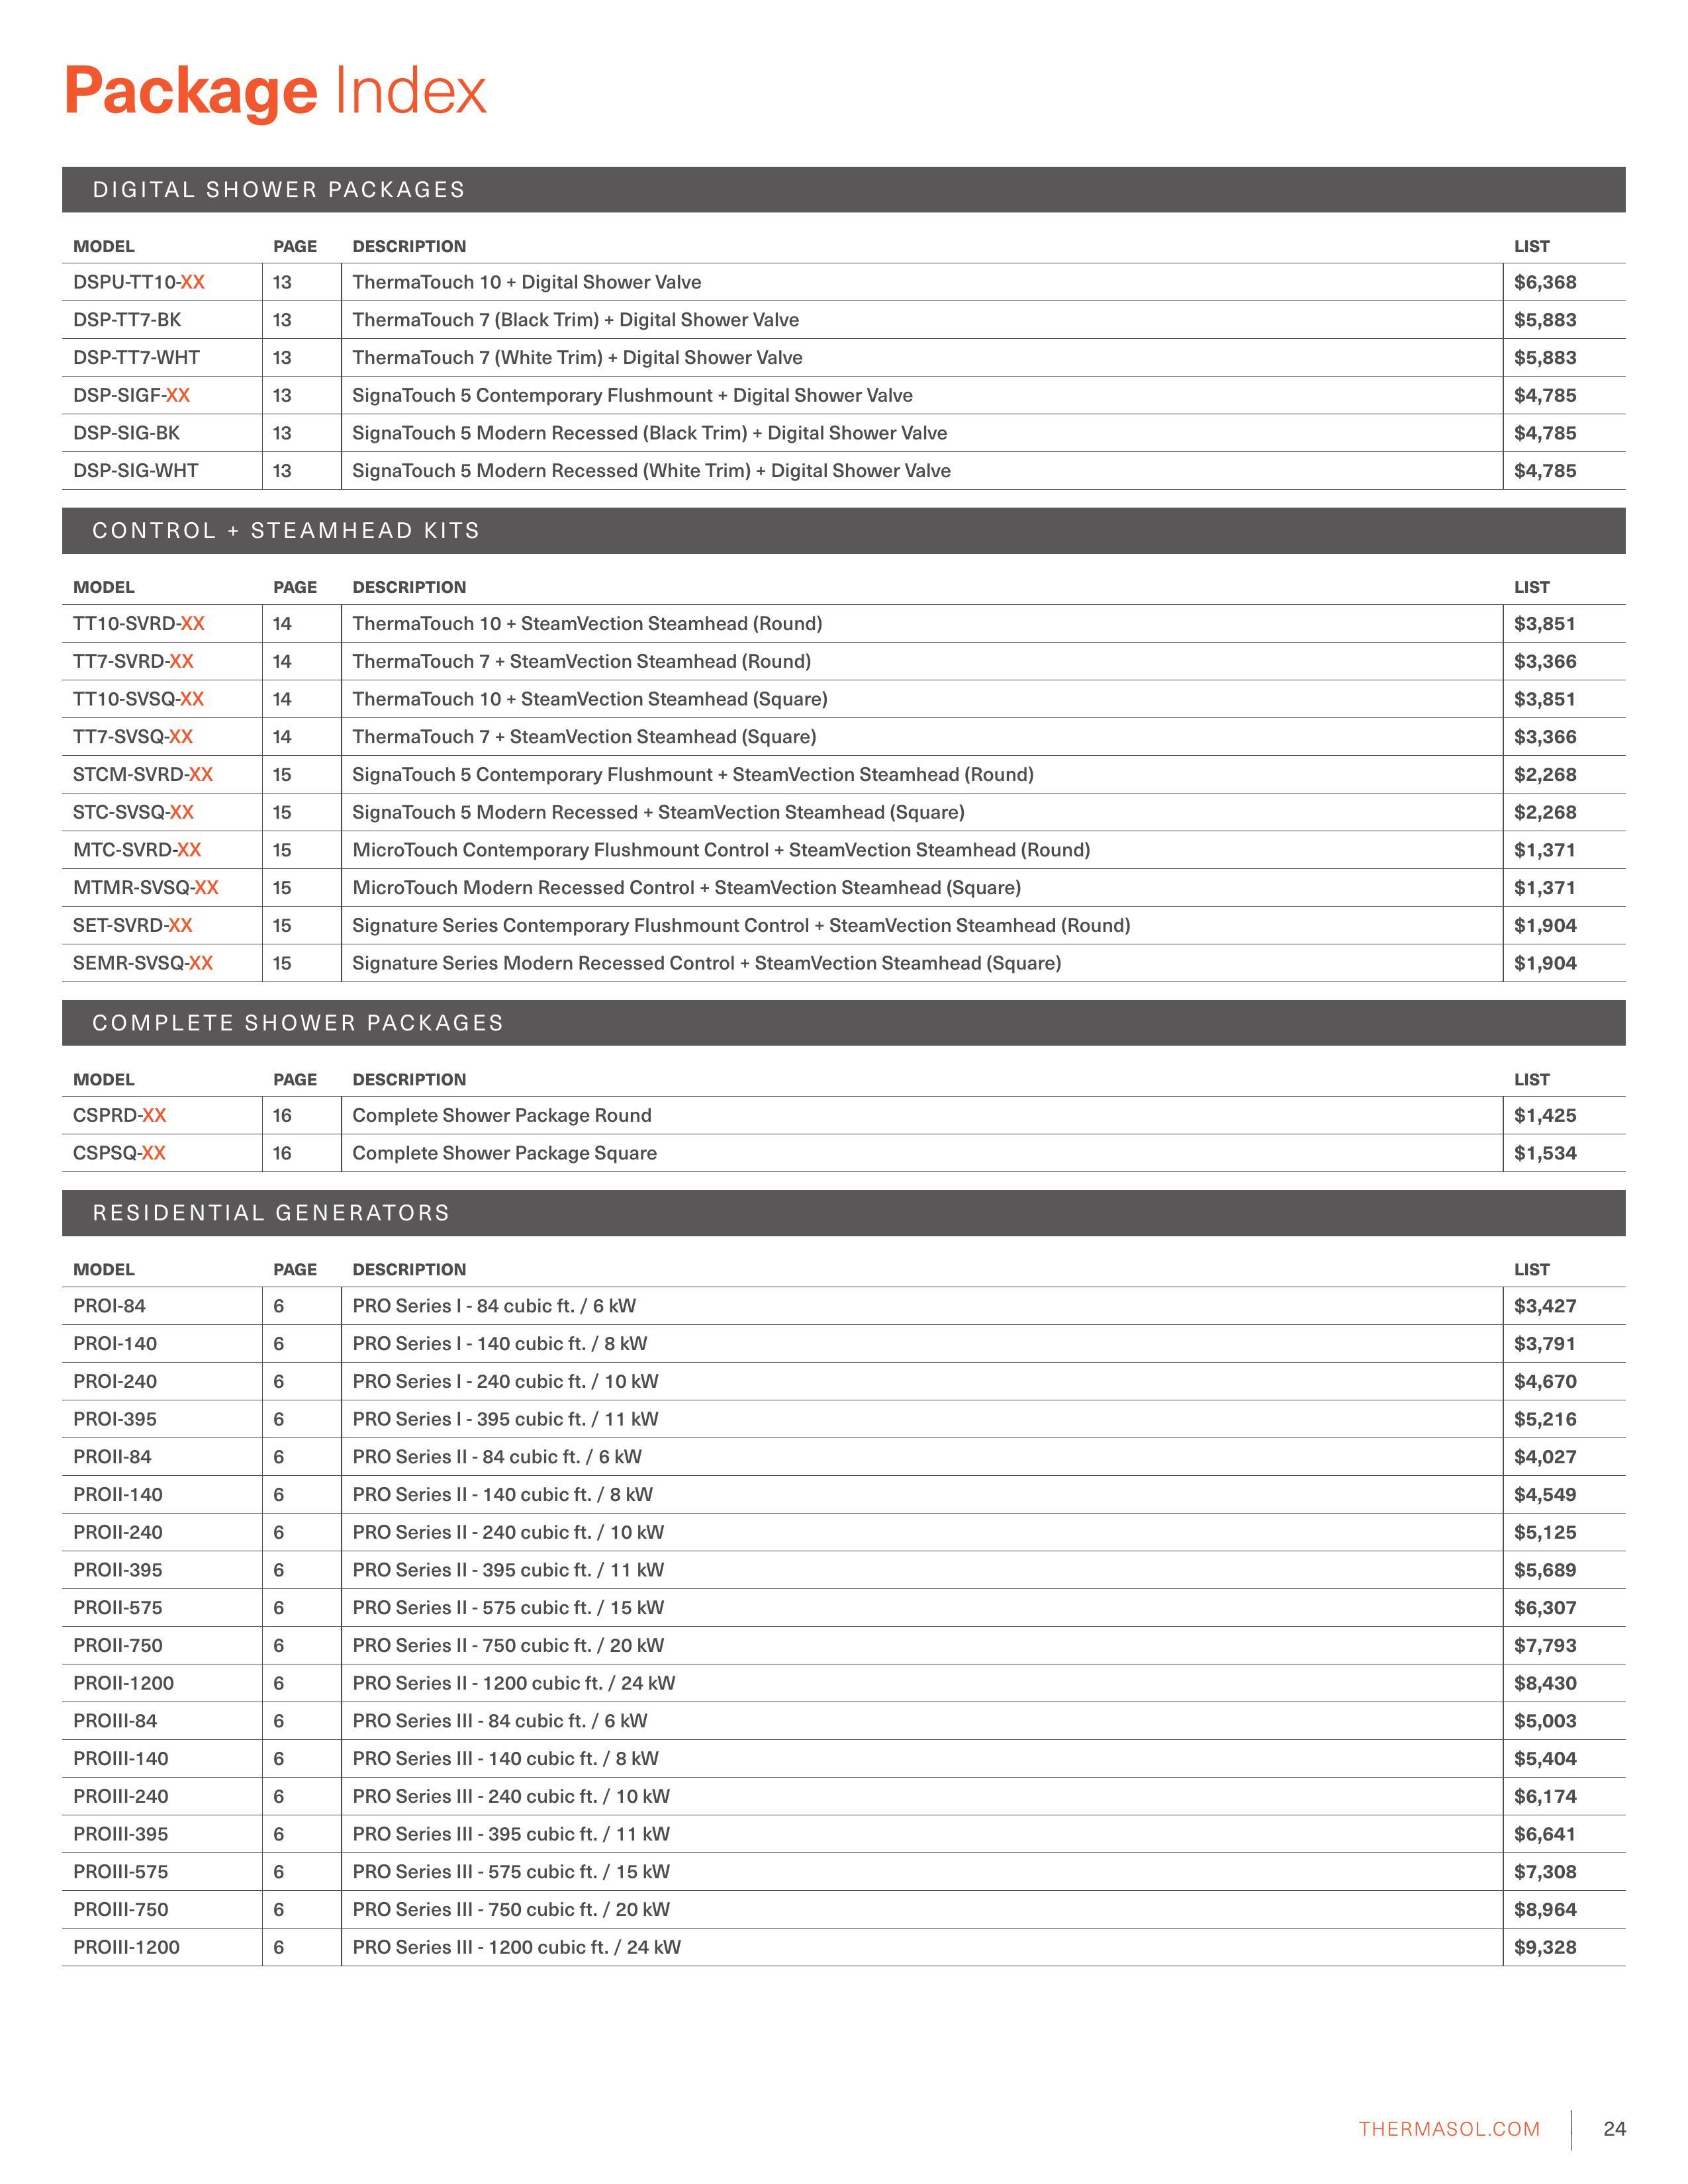 Package Index
DIGITAL SHOWER PACKAGES
MODEL PAGE DESCRIPTION LIST
DSPU-TT10-XX 13 ThermaTouch 10 + Digital Shower Valve $6,368
DSP-TT7-BK 13 ThermaTouch 7 (Black Trim) + Digital Shower Valve $5,883
DSP-TT7-WHT 13 ThermaTouch 7 (White Trim) + Digital Shower Valve $5,883
DSP-SIGF-XX 13 SignaTouch 5 Contemporary Flushmount + Digital Shower Valve $4,785
DSP-SIG-BK 13 SignaTouch 5 Modern Recessed (Black Trim) + Digital Shower Valve $4,785
DSP-SIG-WHT 13 SignaTouch 5 Modern Recessed (White Trim) + Digital Shower Valve $4,785
CONTROL + STEAMHEAD KITS
MODEL PAGE DESCRIPTION LIST
TT10-SVRD-XX 14 ThermaTouch 10 + SteamVection Steamhead (Round) $3,851
TT7-SVRD-XX 14 ThermaTouch 7 + SteamVection Steamhead (Round) $3,366
TT10-SVSQ-XX 14 ThermaTouch 10 + SteamVection Steamhead (Square) $3,851
TT7-SVSQ-XX 14 ThermaTouch 7 + SteamVection Steamhead (Square) $3,366
STCM-SVRD-XX 15 SignaTouch 5 Contemporary Flushmount + SteamVection Steamhead (Round) $2,268
STC-SVSQ-XX 15 SignaTouch 5 Modern Recessed + SteamVection Steamhead (Square) $2,268
MTC-SVRD-XX 15 MicroTouch Contemporary Flushmount Control + SteamVection Steamhead (Round) $1,371
MTMR-SVSQ-XX 15 MicroTouch Modern Recessed Control + SteamVection Steamhead (Square) $1,371
SET-SVRD-XX 15 Signature Series Contemporary Flushmount Control + SteamVection Steamhead (Round) $1,904
SEMR-SVSQ-XX 15 Signature Series Modern Recessed Control + SteamVection Steamhead (Square) $1,904
COMPLETE SHOWER PACKAGES
MODEL PAGE DESCRIPTION LIST
CSPRD-XX 16 Complete Shower Package Round $1,425
CSPSQ-XX 16 Complete Shower Package Square $1,534
RESIDENTIAL GENERATORS
MODEL PAGE DESCRIPTION LIST
PROI-84 6 PRO Series I - 84 cubic ft. / 6 kW $3,427
PROI-140 6 PRO Series I - 140 cubic ft. / 8 kW $3,791
PROI-240 6 PRO Series I - 240 cubic ft. / 10 kW $4,670
PROI-395 6 PRO Series I - 395 cubic ft. / 11 kW $5,216
PROII-84 6 PRO Series II - 84 cubic ft. / 6 kW $4,027
PROII-140 6 PRO Series II - 140 cubic ft. / 8 kW $4,549
PROII-240 6 PRO Series II - 240 cubic ft. / 10 kW $5,125
PROII-395 6 PRO Series II - 395 cubic ft. / 11 kW $5,689
PROII-575 6 PRO Series II - 575 cubic ft. / 15 kW $6,307
PROII-750 6 PRO Series II - 750 cubic ft. / 20 kW $7,793
PROII-1200 6 PRO Series II - 1200 cubic ft. / 24 kW $8,430
PROIII-84 6 PRO Series III - 84 cubic ft. / 6 kW $5,003
PROIII-140 6 PRO Series III - 140 cubic ft. / 8 kW $5,404
PROIII-240 6 PRO Series III - 240 cubic ft. / 10 kW $6,174
PROIII-395 6 PRO Series III - 395 cubic ft. / 11 kW $6,641
PROIII-575 6 PRO Series III - 575 cubic ft. / 15 kW $7,308
PROIII-750 6 PRO Series III - 750 cubic ft. / 20 kW $8,964
PROIII-1200 6 PRO Series III - 1200 cubic ft. / 24 kW $9,328
THERMASOL.COM 24